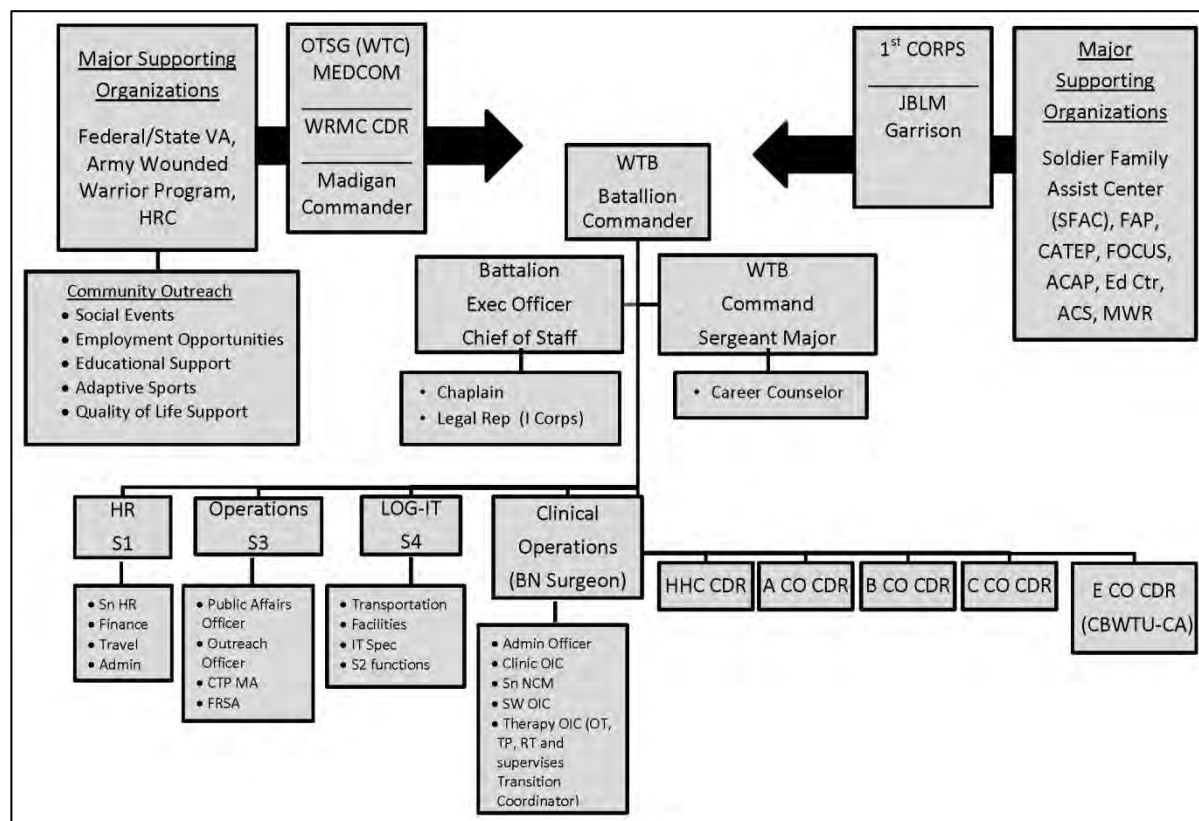 Major Supporting
Organizations
Federal/State VA,
Army Wounded
Warrior Program,
HRC
OTSG (WTC)
MEDCOM
WRMC CDR
Madigan
Commander
1st CORPS
JBLM
Garrison
Major
Supporting
Organizations
Soldier Family
Assist Center
(SFAC), FAP,
CATEP, FOCUS,
ACAP, Ed Ctr,
ACS, MWR
WTB
Batallion
Commander
Community Outreach
• Social Events
• Employment Opportunities
• Educational Support
• Adaptive Sports
• Quality of Life Support
Battalion
Exec Officer
Chief of Staff
WTB
Command
Sergeant Major
• Chaplain
• Legal Rep (I Corps)
• Career Counselor
HR
S1
Operations
S3
LOG-IT
S4
Clinical
Operations
(BN Surgeon)
HHC CDR
A CO CDR
B CO CDR
C CO CDR
E CO CDR
(CBWTU-CA)
• Sn HR
• Finance
• Travel
• Admin
• Public Affairs
Officer
• Outreach
Officer
• CTP MA
• FRSA
• Transportation
• Facilities
• IT Spec
• S2 functions
• Admin Officer
• Clinic OIC
• Sn NCM
• SW OIC
• Therapy OIC (OT,
TP, RT and
supervises
Transition
Coordinator)